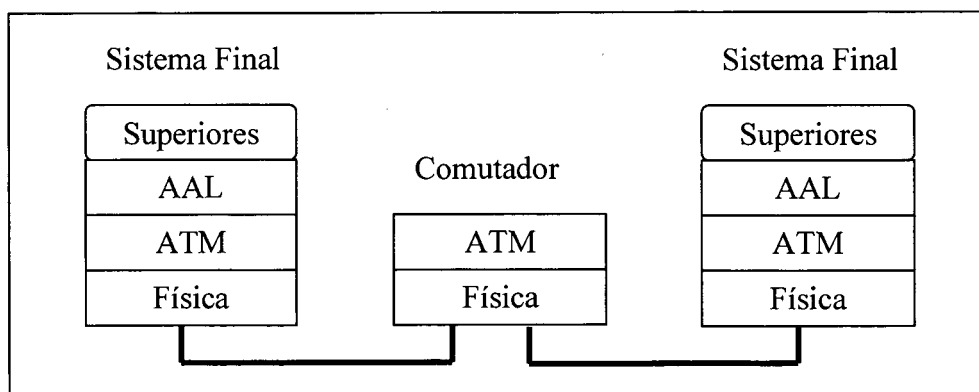 Sistema Final
Superiores
AAL
ATM
Física
Comutador
ATM
Física
Sistema Final
Superiores
AAL
ATM
Física